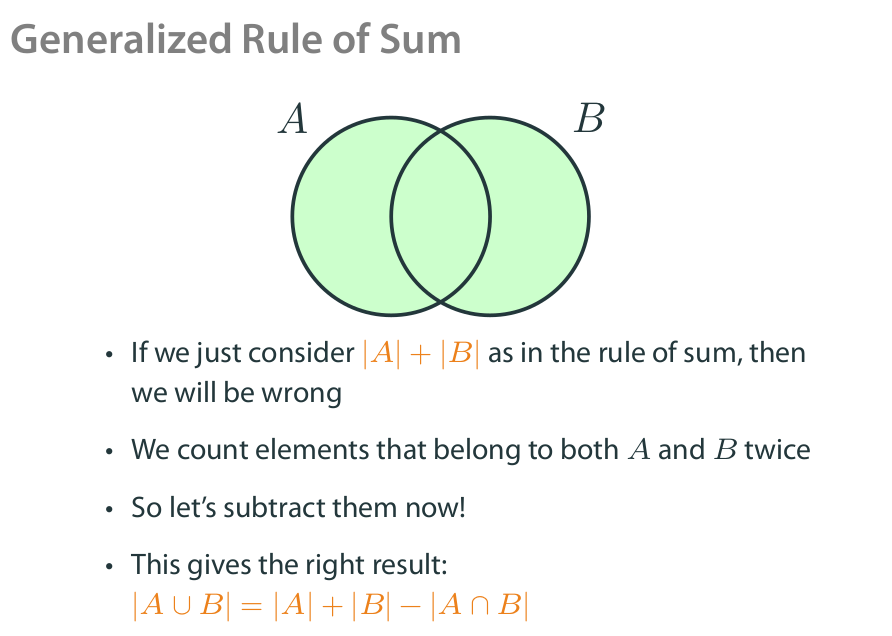 Generalized Rule of Sum
A B
• If we just consider |A| + |B| as in the rule of sum, then
we will be wrong
• We count elements that belong to both A and B twice
• So let’s subtract them now!
• This gives the right result:
|A ∪ B| = |A| + |B| − |A ∩ B|